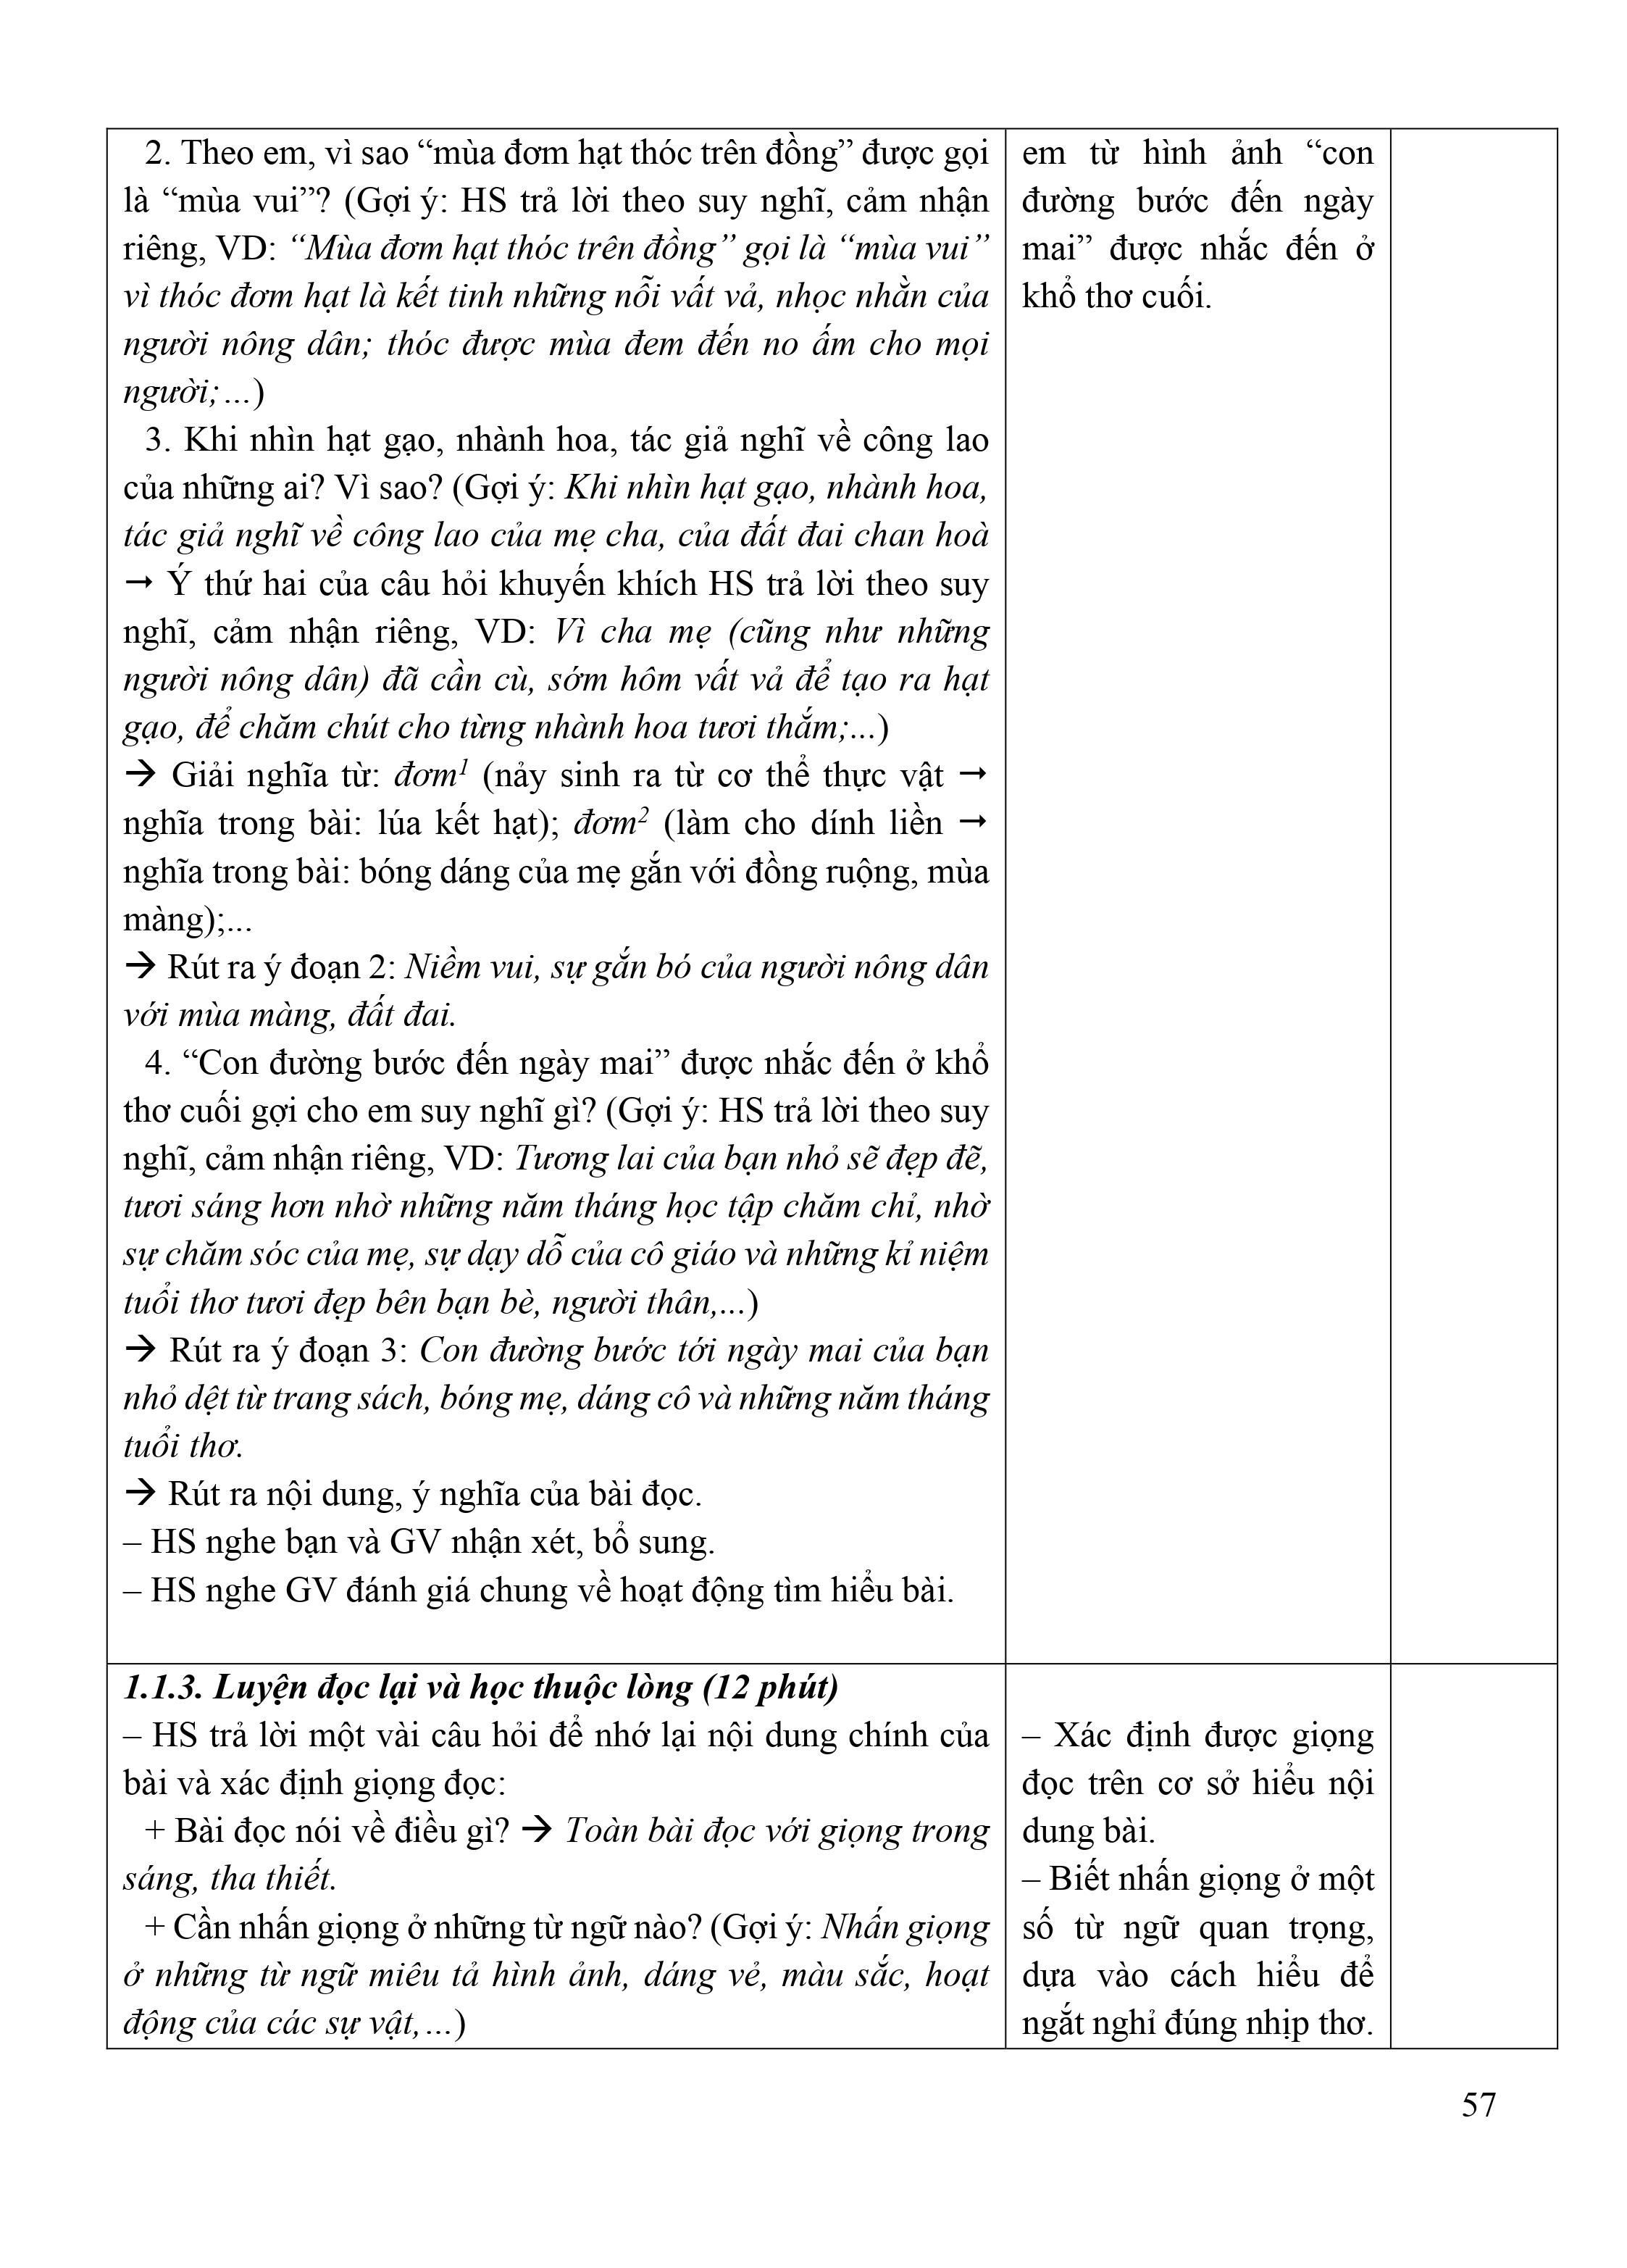 2. Theo em, vì sao “mùa đơm hạt thóc trên đồng” được gọi
là “mùa vui”? (Gợi ý: HS trả lời theo suy nghĩ, cảm nhận
riêng, VD: “Mùa đơm hạt thóc trên đồng” gọi là “mùa vui”
vì thóc đơm hạt là kết tinh những nỗi vất vả, nhọc nhằn của
người nông dân; thóc được mùa đem đến no ấm cho mọi
người;…)
3. Khi nhìn hạt gạo, nhành hoa, tác giả nghĩ về công lao
của những ai? Vì sao? (Gợi ý: Khi nhìn hạt gạo, nhành hoa,
tác giả nghĩ về công lao của mẹ cha, của đất đai chan hoà
→ Ý thứ hai của câu hỏi khuyến khích HS trả lời theo suy
nghĩ, cảm nhận riêng, VD: Vì cha mẹ (cũng như những
người nông dân) đã cần cù, sớm hôm vất vả để tạo ra hạt
gạo, để chăm chút cho từng nhành hoa tươi thắm;...)
→ Giải nghĩa từ: đơm¹ (nảy sinh ra từ cơ thể thực vật →
nghĩa trong bài: lúa kết hạt); đơm² (làm cho dính liền →
nghĩa trong bài: bóng dáng của mẹ gắn với đồng ruộng, mùa
màng);...
→ Rút ra ý đoạn 2: Niềm vui, sự gắn bó của người nông dân
với mùa màng, đất đai.
4. “Con đường bước đến ngày mai” được nhắc đến ở khổ
thơ cuối gợi cho em suy nghĩ gì? (Gợi ý: HS trả lời theo suy
nghĩ, cảm nhận riêng, VD: Tương lai của bạn nhỏ sẽ đẹp đẽ,
tươi sáng hơn nhờ những năm tháng học tập chăm chỉ, nhờ
sự chăm sóc của mẹ, sự dạy dỗ của cô giáo và những kỉ niệm
tuổi thơ tươi đẹp bên bạn bè, người thân,...)
→ Rút ra ý đoạn 3: Con đường bước tới ngày mai của bạn
nhỏ dệt từ trang sách, bóng mẹ, dáng cô và những năm tháng
tuổi thơ.
→ Rút ra nội dung, ý nghĩa của bài đọc.
– HS nghe bạn và GV nhận xét, bổ sung.
– HS nghe GV đánh giá chung về hoạt động tìm hiểu bài.
em từ hình ảnh “con
đường bước đến ngày
mai” được nhắc đến ở
khổ thơ cuối.
1.1.3. Luyện đọc lại và học thuộc lòng (12 phút)
– HS trả lời một vài câu hỏi để nhớ lại nội dung chính của
bài và xác định giọng đọc:
+ Bài đọc nói về điều gì? → Toàn bài đọc với giọng trong
sáng, tha thiết.
+ Cần nhấn giọng ở những từ ngữ nào? (Gợi ý: Nhấn giọng
ở những từ ngữ miêu tả hình ảnh, dáng vẻ, màu sắc, hoạt
động của các sự vật,…)
– Xác định được giọng
đọc trên cơ sở hiểu nội
dung bài.
– Biết nhấn giọng ở một
số từ ngữ quan trọng,
dựa vào cách hiểu để
ngắt nghỉ đúng nhịp thơ.
57